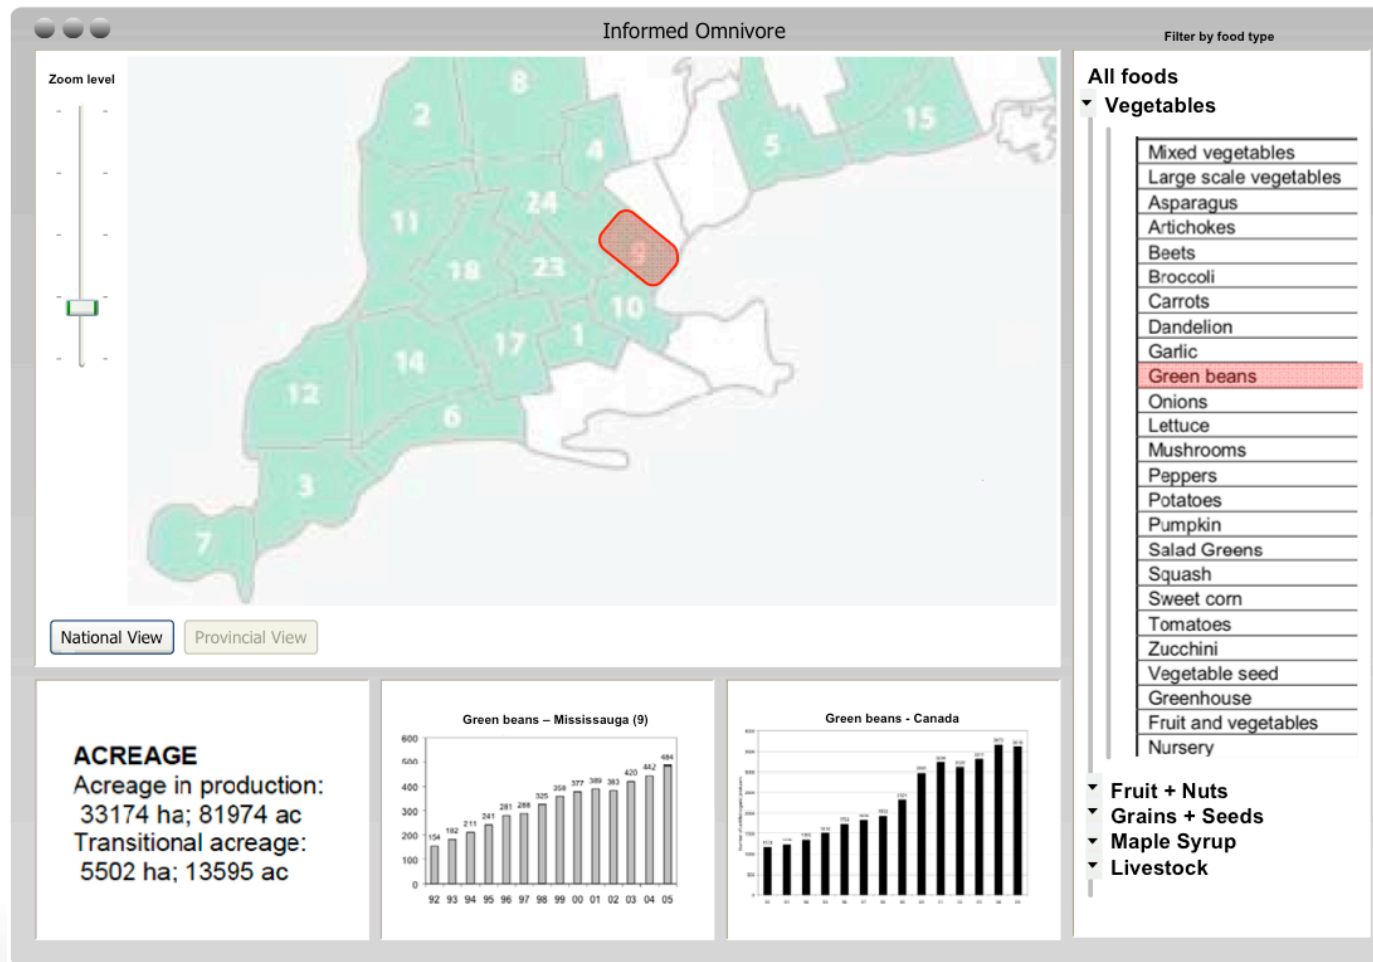 Informed Omnivore
Filter by food type
Zoom level
8
2
15
4
5
24
11
9
18
23
10
17
1
14
12
6
3
7
National View
Provincial View
All foods
Vegetables
Mixed vegetables
Large scale vegetables
Asparagus
Artichokes
Beets
Broccoli
Carrots
Dandelion
Garlic
Green beans
Onions
Lettuce
Mushrooms
Peppers
Potatoes
Pumpkin
Salad Greens
Squash
Sweet corn
Tomatoes
Zucchini
Vegetable seed
Greenhouse
Fruit and vegetables
Nursery
Fruit + Nuts
Grains + Seeds
Maple Syrup
Livestock
ACREAGE
Acreage in production:
33174 ha; 81974 ac
Transitional acreage:
5502 ha; 13595 ac
Green beans – Mississauga (9)
600
500
400
300
200
100
0
154 182 211 241 281 288 325 358 377 389 383 420 442 484
92 93 94 95 96 97 98 99 00 01 02 03 04 05
Green beans - Canada